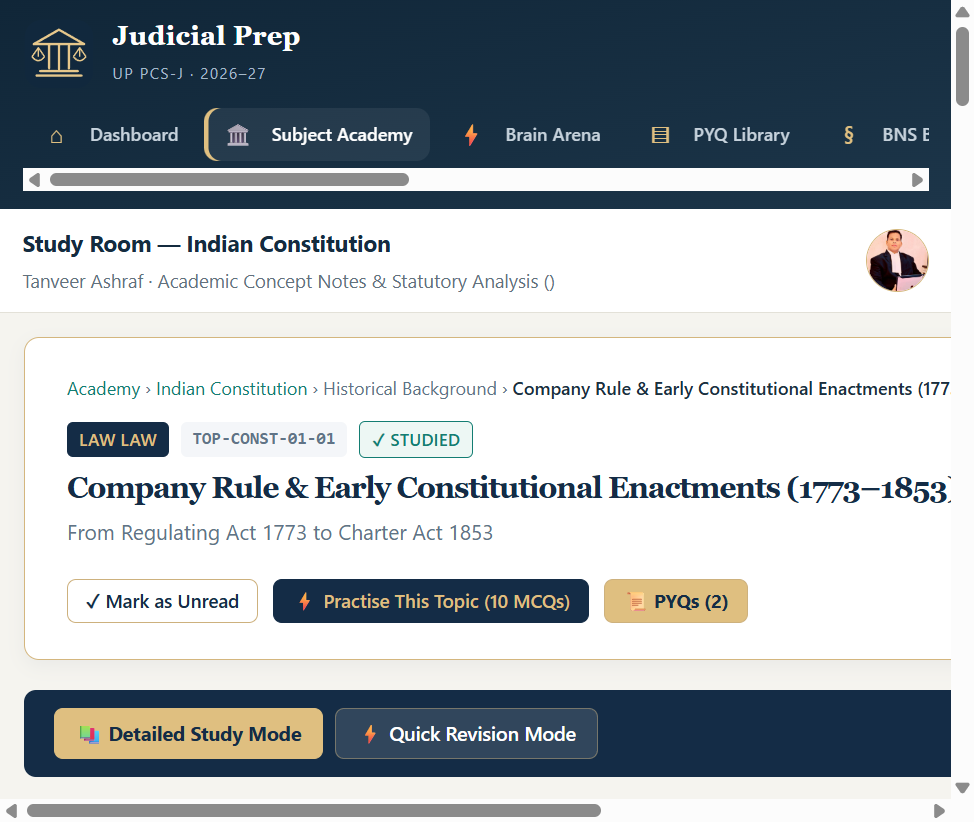 Judicial Prep
UP PCS-J · 2026–27
⌂ Dashboard
🏛 Subject Academy
⚡ Brain Arena
PYQ Library
§ BNS
Study Room — Indian Constitution
Tanveer Ashraf · Academic Concept Notes & Statutory Analysis ()
Academy › Indian Constitution › Historical Background › Company Rule & Early Constitutional Enactments (177
LAW LAW
TOP-CONST-01-01
✓ STUDIED
Company Rule & Early Constitutional Enactments (1773–1853)
From Regulating Act 1773 to Charter Act 1853
✓ Mark as Unread
⚡ Practise This Topic (10 MCQs)
📜 PYQs (2)
📚 Detailed Study Mode
⚡ Quick Revision Mode